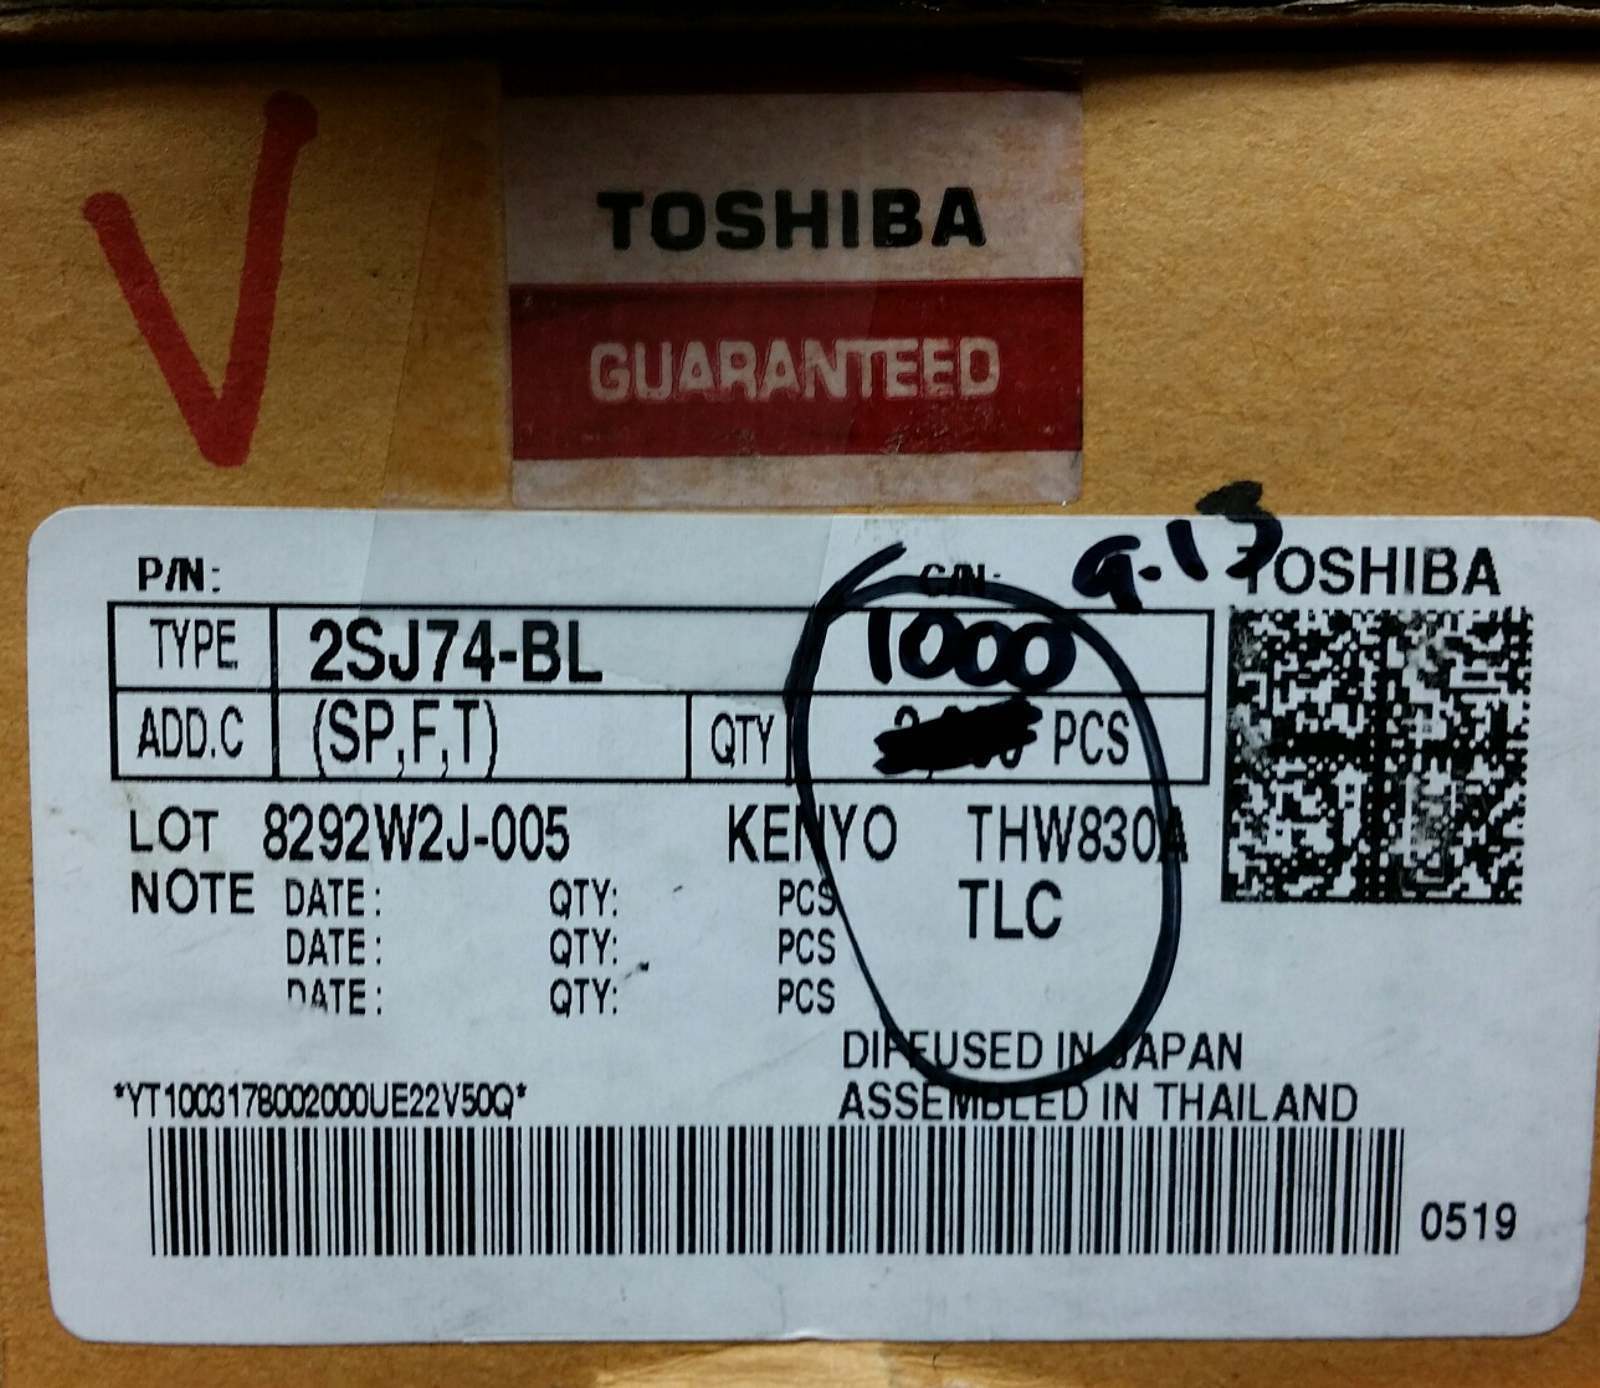 TOSHIBA
GUARANTEED
P/N: C/N: 9.13 TOSHIBA
TYPE 2SJ74-BL 1000
ADD.C (SP,F,T) QTY PCS
LOT 8292W2J-005 KENYO THW830A
NOTE DATE: QTY: PCS TLC
DATE: QTY: PCS
DATE: QTY: PCS
DIFFUSED IN JAPAN
*YT1003178002000UE22V50Q* ASSEMBLED IN THAILAND
0519